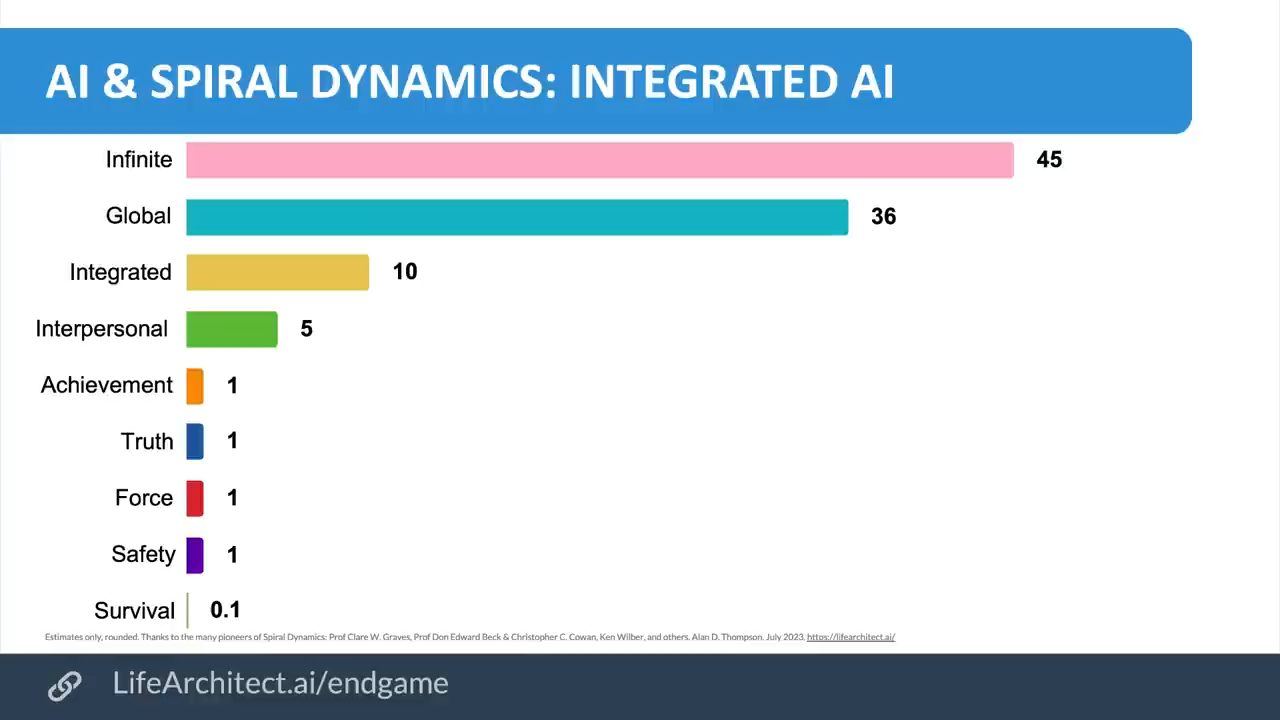 AI & SPIRAL DYNAMICS: INTEGRATED AI
Infinite 45
Global 36
Integrated 10
Interpersonal 5
Achievement 1
Truth 1
Force 1
Safety 1
Survival 0.1
Estimates only, rounded. Thanks to the many pioneers of Spiral Dynamics: Prof Clare W. Graves, Prof Don Edward Beck & Christopher C. Cowan, Ken Wilber, and others. Alan D. Thompson. July 2023. https://lifearchitect.ai/
LifeArchitect.ai/endgame